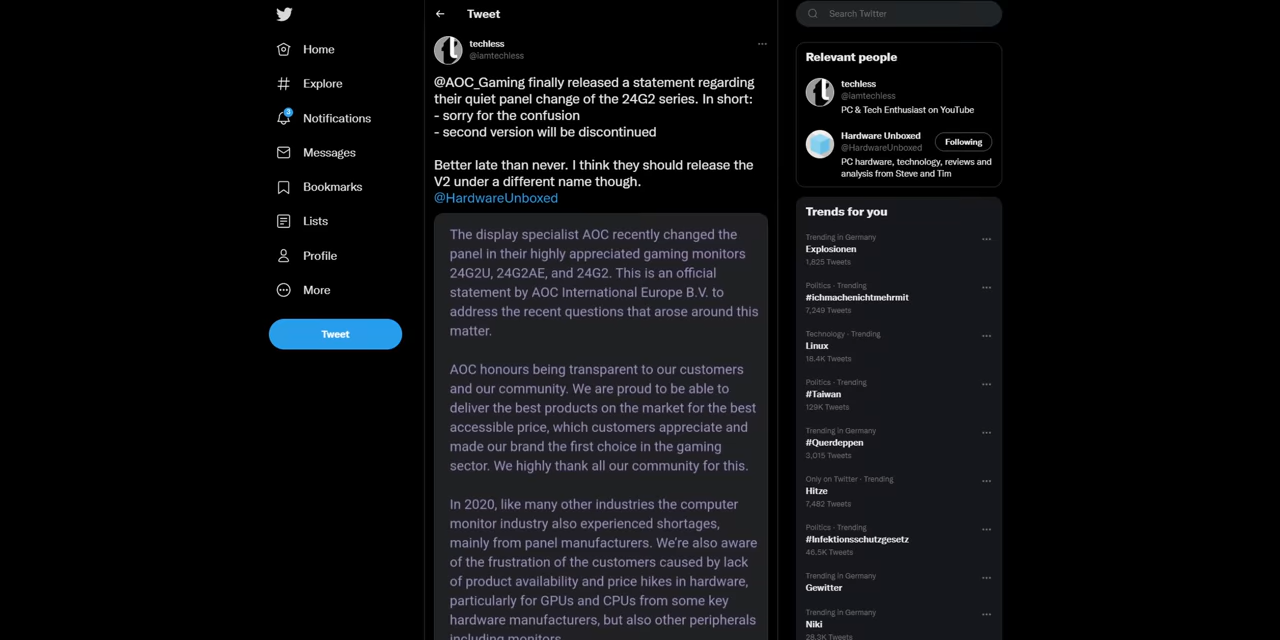 Home
Explore
3
Notifications
Messages
Bookmarks
Lists
Profile
More
Tweet
Tweet
techless
@iamtechless
@AOC_Gaming finally released a statement regarding
their quiet panel change of the 24G2 series. In short:
- sorry for the confusion
- second version will be discontinued
Better late than never. I think they should release the
V2 under a different name though.
@HardwareUnboxed
The display specialist AOC recently changed the
panel in their highly appreciated gaming monitors
24G2U, 24G2AE, and 24G2. This is an official
statement by AOC International Europe B.V. to
address the recent questions that arose around this
matter.
AOC honours being transparent to our customers
and our community. We are proud to be able to
deliver the best products on the market for the best
accessible price, which customers appreciate and
made our brand the first choice in the gaming
sector. We highly thank all our community for this.
In 2020, like many other industries the computer
monitor industry also experienced shortages,
mainly from panel manufacturers. We're also aware
of the frustration of the customers caused by lack
of product availability and price hikes in hardware,
particularly for GPUs and CPUs from some key
hardware manufacturers, but also other peripherals
including monitors.
Search Twitter
Relevant people
techless
@iamtechless
PC & Tech Enthusiast on YouTube
Hardware Unboxed
@HardwareUnboxed
Following
PC hardware, technology, reviews and
analysis from Steve and Tim
Trends for you
Trending in Germany
Explosionen
1,825 Tweets
Politics · Trending
#ichmachenichtmehrmit
7,249 Tweets
Technology · Trending
Linux
18.4K Tweets
Politics · Trending
#Taiwan
129K Tweets
Trending in Germany
#Querdeppen
3,015 Tweets
Only on Twitter · Trending
Hitze
7,482 Tweets
Politics · Trending
#Infektionsschutzgesetz
46.5K Tweets
Trending in Germany
Gewitter
Trending in Germany
Niki
28.3K Tweets